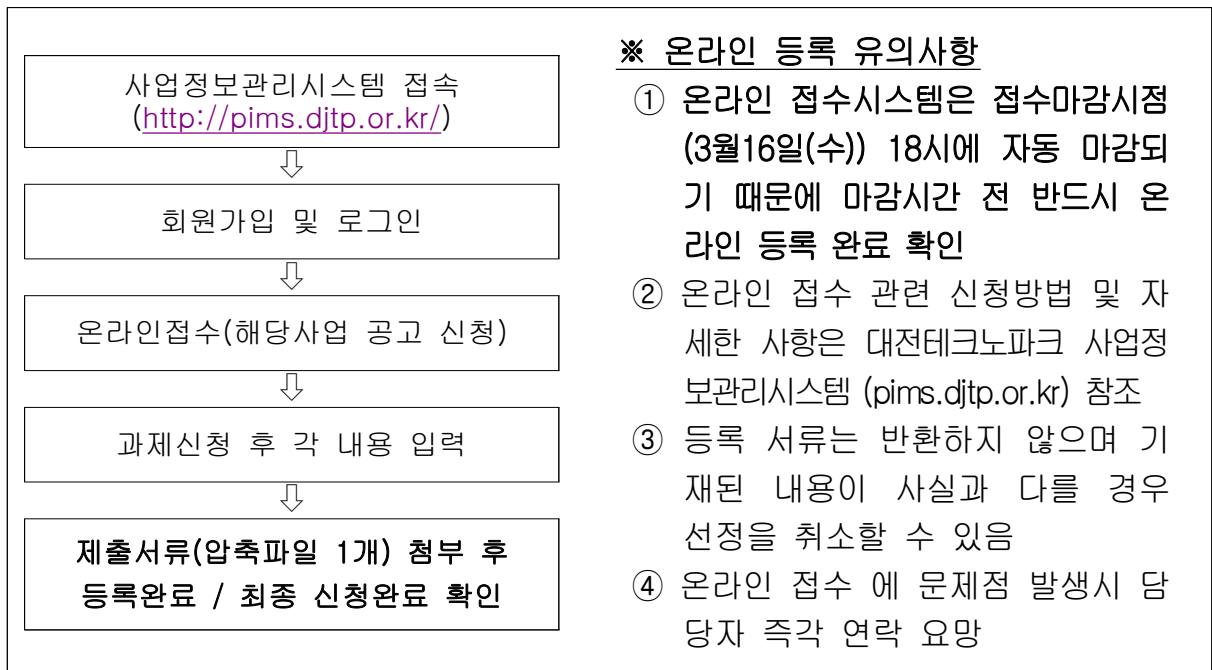 사업정보관리시스템 접속
(http://pims.djtp.or.kr/)
⇩
회원가입 및 로그인
⇩
온라인접수(해당사업 공고 신청)
⇩
과제신청 후 각 내용 입력
⇩
제출서류(압축파일 1개) 첨부 후
등록완료 / 최종 신청완료 확인
※ 온라인 등록 유의사항
① 온라인 접수시스템은 접수마감시점
(3월16일(수)) 18시에 자동 마감되
기 때문에 마감시간 전 반드시 온
라인 등록 완료 확인
② 온라인 접수 관련 신청방법 및 자
세한 사항은 대전테크노파크 사업정
보관리시스템 (pims.djtp.or.kr) 참조
③ 등록 서류는 반환하지 않으며 기
재된 내용이 사실과 다를 경우
선정을 취소할 수 있음
④ 온라인 접수 에 문제점 발생시 담
당자 즉각 연락 요망